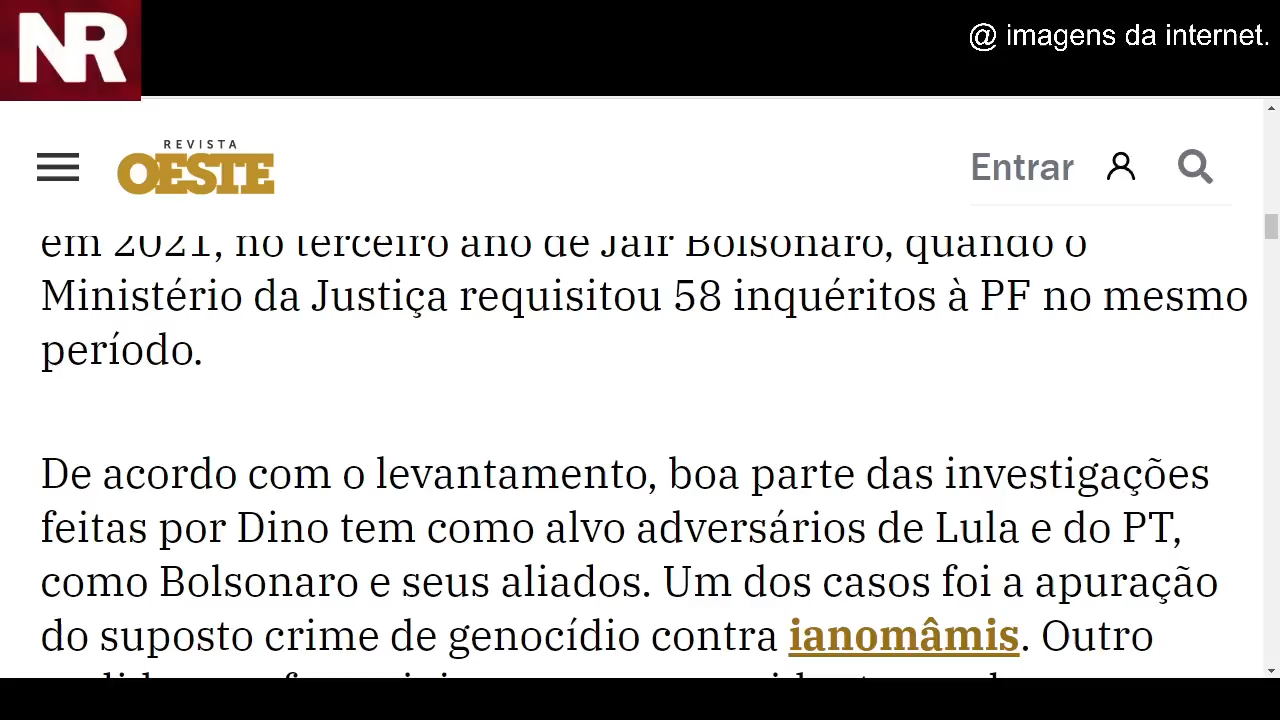 NR
@ imagens da internet.
REVISTA
OESTE
Entrar
em 2021, no terceiro ano de Jair Bolsonaro, quando o
Ministério da Justiça requisitou 58 inquéritos à PF no mesmo
período.
De acordo com o levantamento, boa parte das investigações
feitas por Dino tem como alvo adversários de Lula e do PT,
como Bolsonaro e seus aliados. Um dos casos foi a apuração
do suposto crime de genocídio contra ianomâmis. Outro